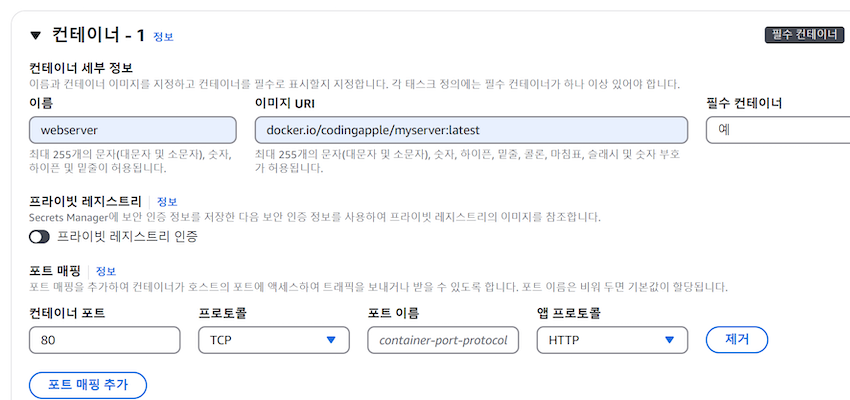 ▼ 컨테이너 - 1 정보 필수 컨테이너
컨테이너 세부 정보
이름과 컨테이너 이미지를 지정하고 컨테이너를 필수로 표시할지 지정합니다. 각 태스크 정의에는 필수 컨테이너가 하나 이상 있어야 합니다.
이름 이미지 URI 필수 컨테이너
webserver docker.io/codingapple/myserver:latest 예
최대 255개의 문자(대문자 및 소문자), 숫자, 하이픈 및 밑줄이 허용됩니다.
최대 255개의 문자(대문자 및 소문자), 숫자, 하이픈, 밑줄, 콜론, 마침표, 슬래시 및 숫자 부호가 허용됩니다.
프라이빗 레지스트리 정보
Secrets Manager에 보안 인증 정보를 저장한 다음 보안 인증 정보를 사용하여 프라이빗 레지스트리의 이미지를 참조합니다.
프라이빗 레지스트리 인증
포트 매핑 정보
포트 매핑을 추가하여 컨테이너가 호스트의 포트에 액세스하여 트래픽을 보내거나 받을 수 있도록 합니다. 포트 이름은 비워 두면 기본값이 할당됩니다.
컨테이너 포트 프로토콜 포트 이름 앱 프로토콜
80 TCP container-port-protocol HTTP 제거
포트 매핑 추가